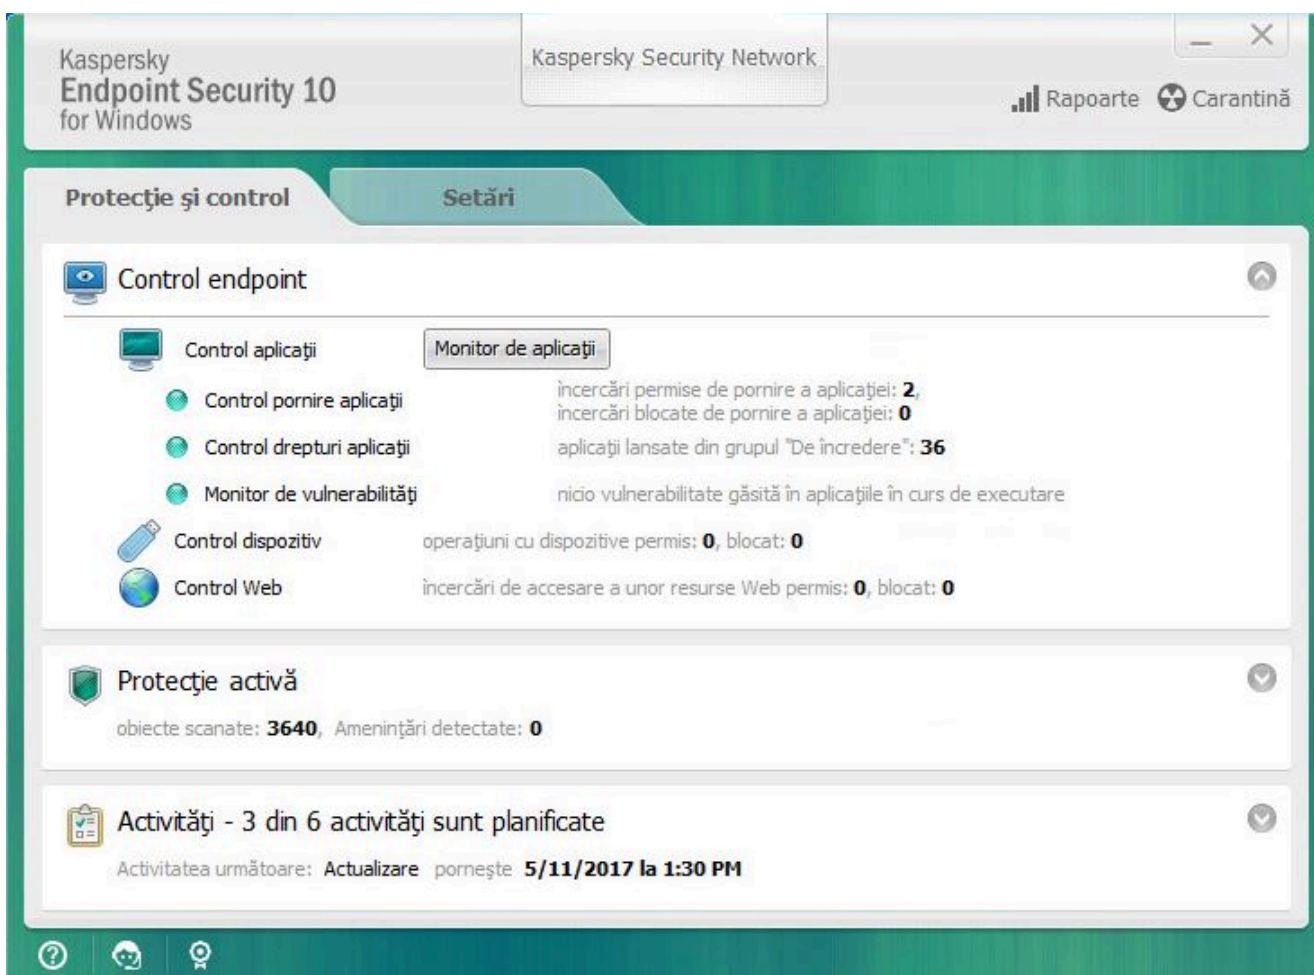 Kaspersky
Endpoint Security 10
for Windows
Kaspersky Security Network
Rapoarte
Carantină
Protecţie şi control
Setări
Control endpoint
Control aplicaţii
Monitor de aplicaţii
Control pornire aplicaţii
încercări permise de pornire a aplicaţiei: 2,
încercări blocate de pornire a aplicaţiei: 0
Control drepturi aplicaţii
aplicaţii lansate din grupul "De încredere": 36
Monitor de vulnerabilităţi
nicio vulnerabilitate găsită în aplicaţiile în curs de executare
Control dispozitiv
operaţiuni cu dispozitive permis: 0, blocat: 0
Control Web
încercări de accesare a unor resurse Web permis: 0, blocat: 0
Protecţie activă
obiecte scanate: 3640, Ameninţări detectate: 0
Activităţi - 3 din 6 activităţi sunt planificate
Activitatea următoare: Actualizare porneşte 5/11/2017 la 1:30 PM